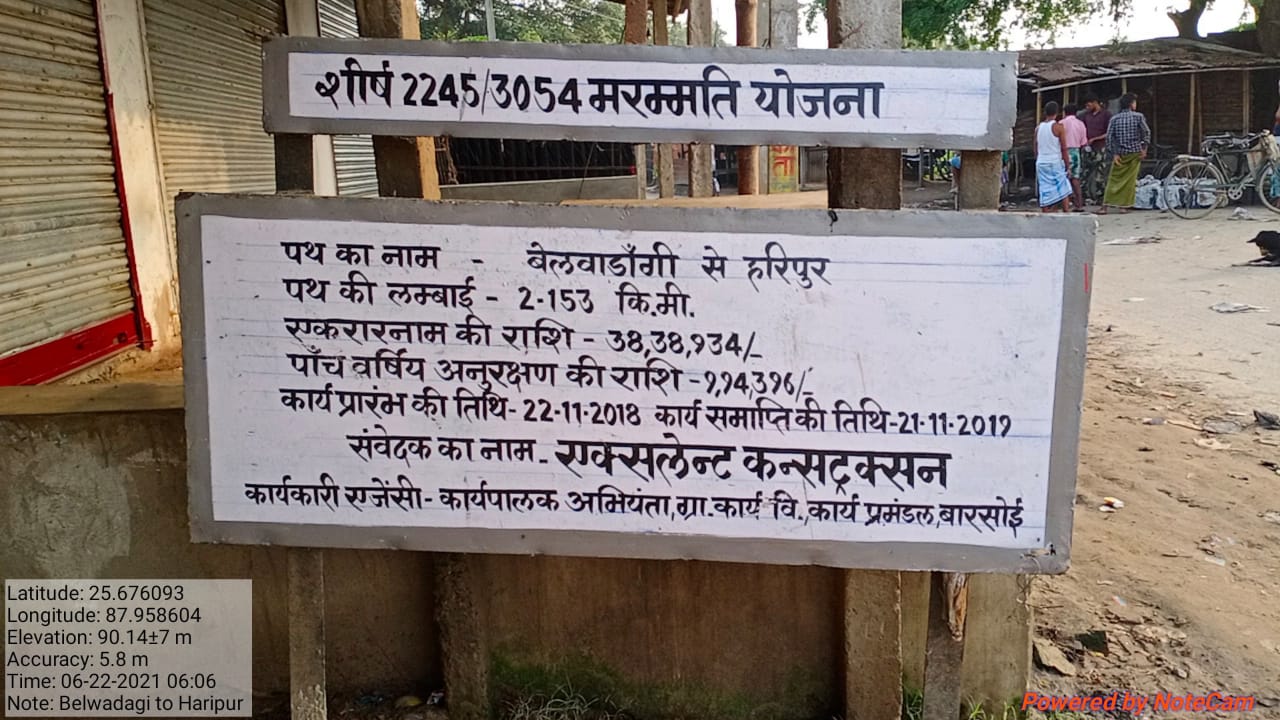 शीर्ष 2245/3054 मरम्मति योजना
पथ का नाम - बेलवाडाँगी से हरिपुर
पथ की लम्बाई - 2.153 कि.मी.
एकरारनाम की राशि - 38,38,934/-
पाँच वर्षिय अनुरक्षण की राशि - 9,94,396/-
कार्य प्रारंभ की तिथि - 22.11.2018 कार्य समाप्ति की तिथि - 21.11.2019
संवेदक का नाम - एक्सलेन्ट कन्सट्रक्सन
कार्यकारी एजेंसी - कार्यपालक अभियंता, ग्रा. कार्य वि., कार्य प्रमंडल, बारसोई
Latitude: 25.676093
Longitude: 87.958604
Elevation: 90.14±7 m
Accuracy: 5.8 m
Time: 06-22-2021 06:06
Note: Belwadagi to Haripur
Powered by NoteCam